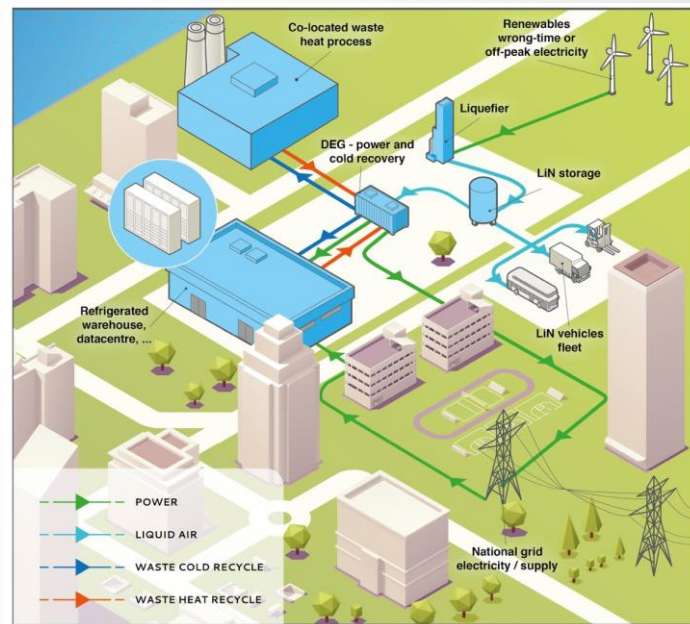 Co-located waste
heat process
Renewables
wrong-time or
off-peak electricity
Liquefier
DEG - power and
cold recovery
LiN storage
Refrigerated
warehouse,
datacentre, ...
LiN vehicles
fleet
POWER
LIQUID AIR
WASTE COLD RECYCLE
WASTE HEAT RECYCLE
National grid
electricity / supply